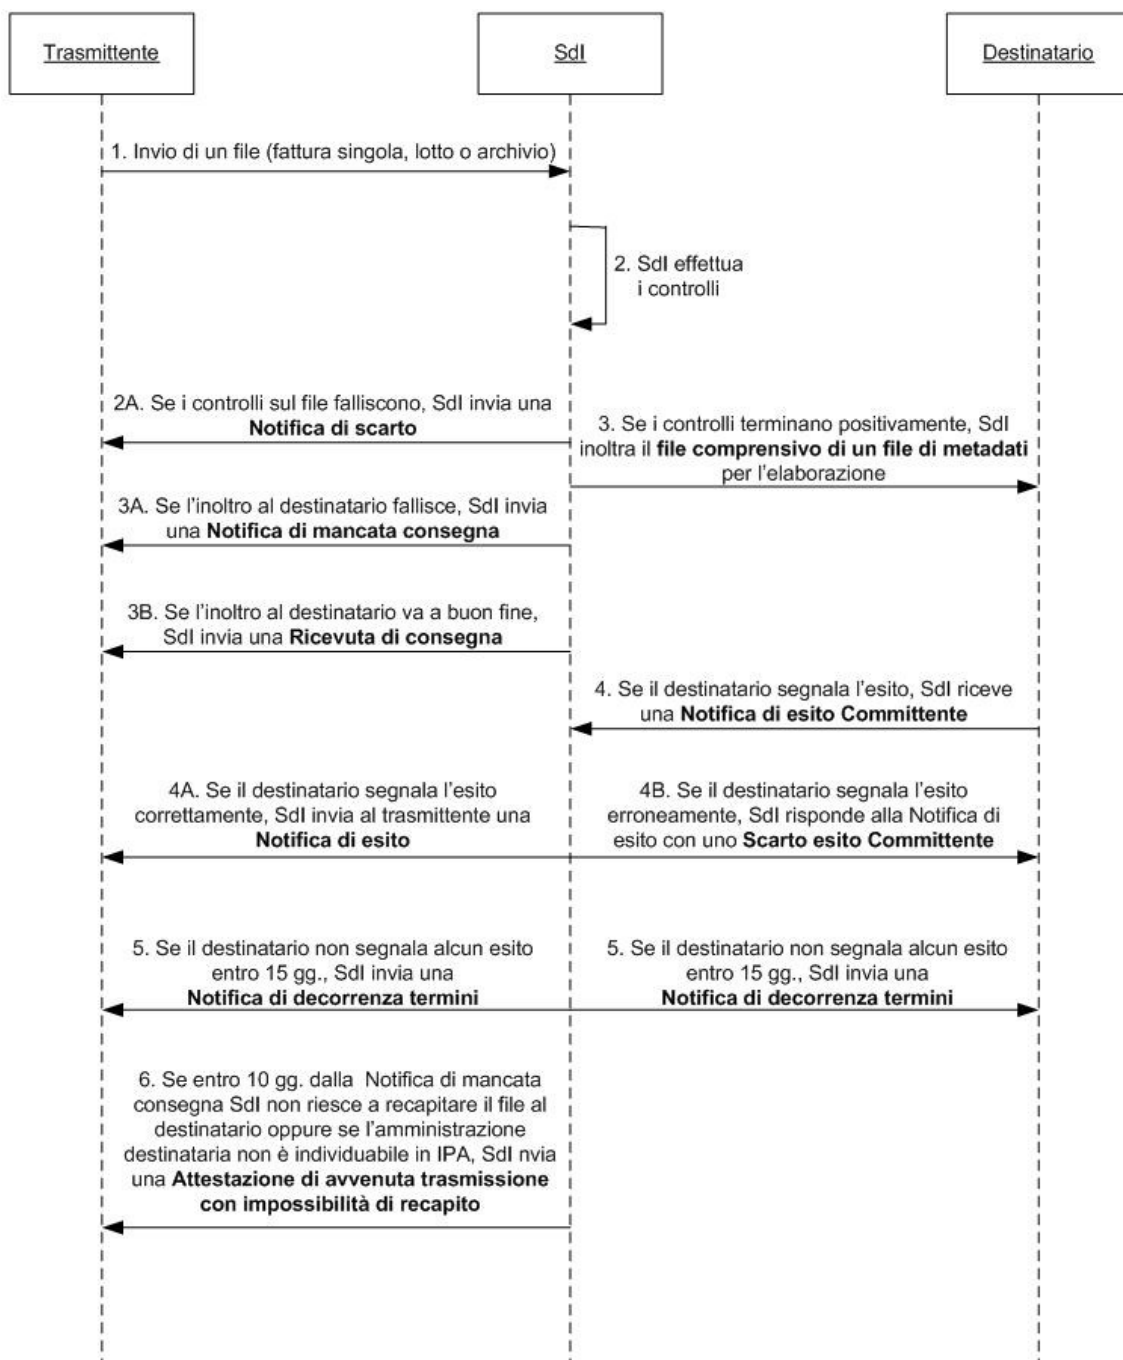 Trasmittente
SdI
Destinatario
1. Invio di un file (fattura singola, lotto o archivio)
2. SdI effettua
i controlli
2A. Se i controlli sul file falliscono, SdI invia una
Notifica di scarto
3. Se i controlli terminano positivamente, SdI
inoltra il file comprensivo di un file di metadati
per l'elaborazione
3A. Se l'inoltro al destinatario fallisce, SdI invia
una Notifica di mancata consegna
3B. Se l'inoltro al destinatario va a buon fine,
SdI invia una Ricevuta di consegna
4. Se il destinatario segnala l'esito, SdI riceve
una Notifica di esito Committente
4A. Se il destinatario segnala l'esito
correttamente, SdI invia al trasmittente una
Notifica di esito
4B. Se il destinatario segnala l'esito
erroneamente, SdI risponde alla Notifica di
esito con uno Scarto esito Committente
5. Se il destinatario non segnala alcun esito
entro 15 gg., SdI invia una
Notifica di decorrenza termini
5. Se il destinatario non segnala alcun esito
entro 15 gg., SdI invia una
Notifica di decorrenza termini
6. Se entro 10 gg. dalla Notifica di mancata
consegna SdI non riesce a recapitare il file al
destinatario oppure se l'amministrazione
destinataria non è individuabile in IPA, SdI nvia
una Attestazione di avvenuta trasmissione
con impossibilità di recapito